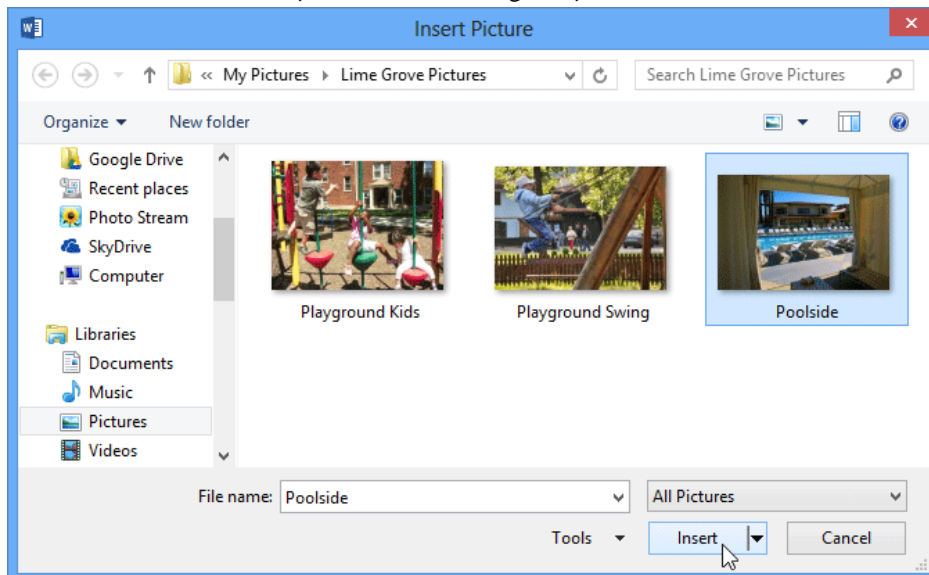 Insert Picture
« My Pictures Lime Grove Pictures
Search Lime Grove Pictures
Organize
New folder
Google Drive
Recent places
Photo Stream
SkyDrive
Computer
Libraries
Documents
Music
Pictures
Videos
Playground Kids
Playground Swing
Poolside
File name: Poolside
All Pictures
Tools
Insert
Cancel